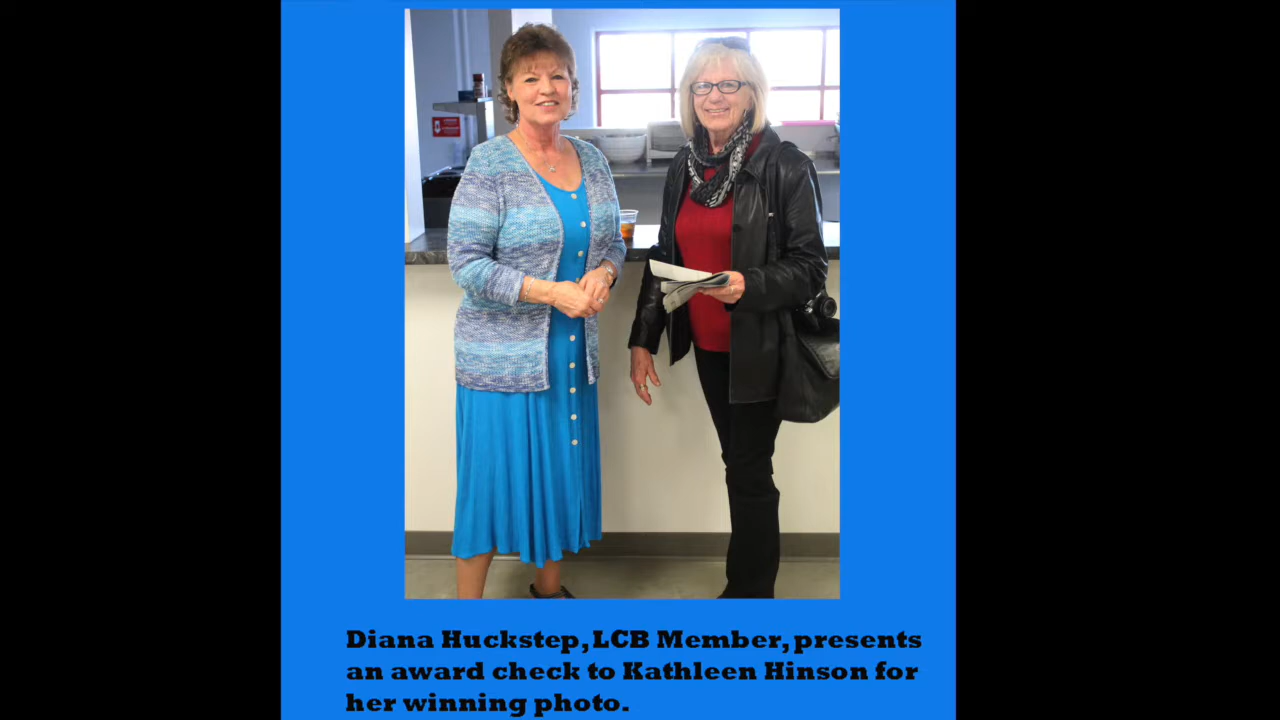 Diana Huckstep, LCB Member, presents
an award check to Kathleen Hinson for
her winning photo.